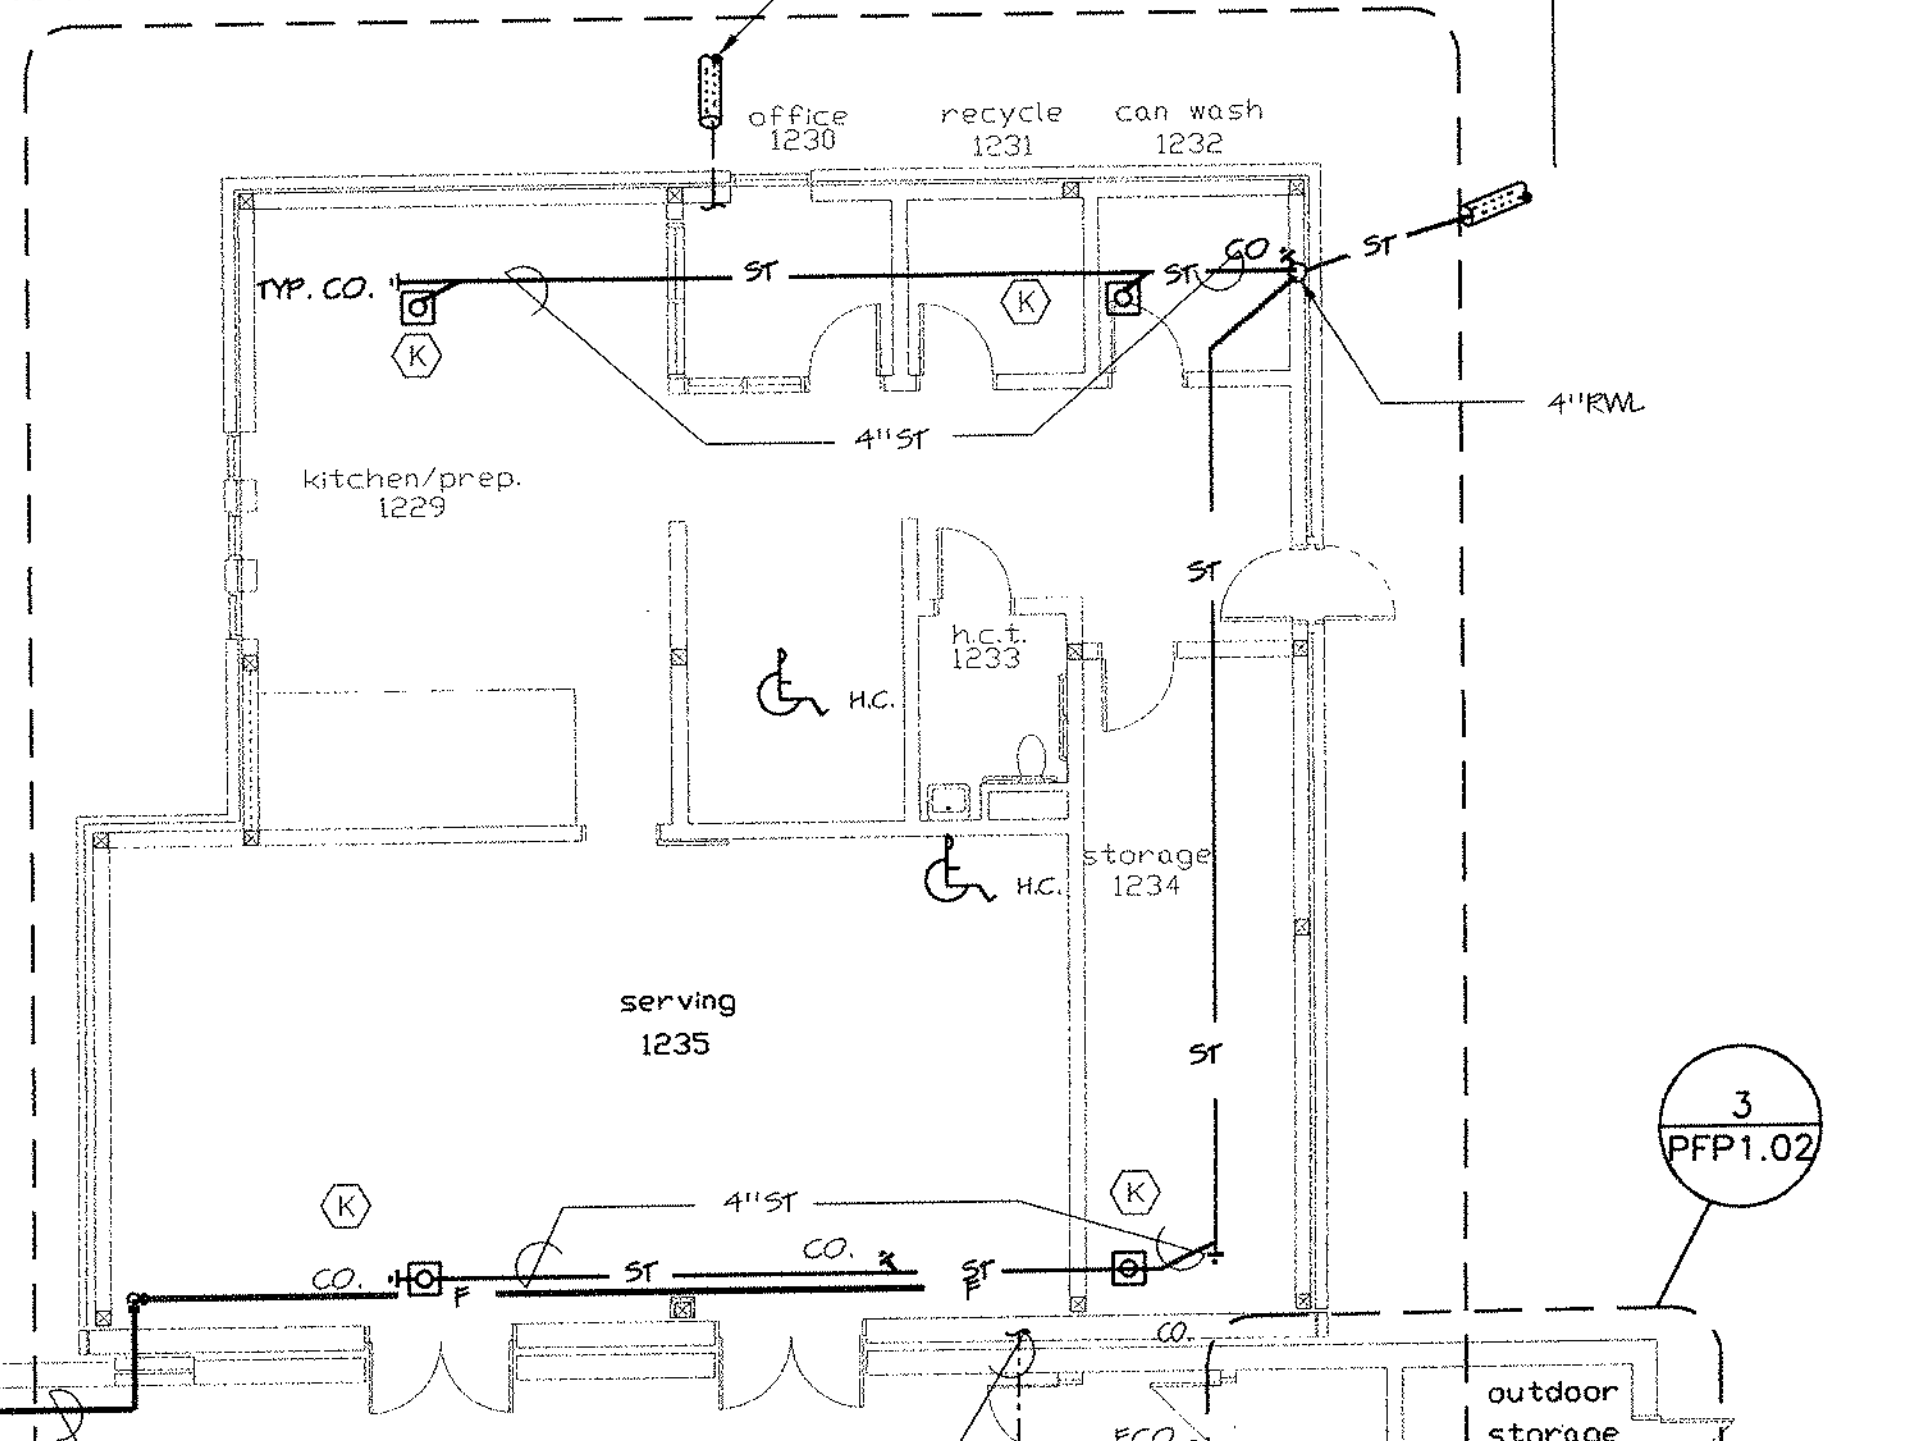 office
1230
recycle
1231
can wash
1232
TYP. CO.
ST
K
ST
CO
ST
K
4"RWL
4"ST
kitchen/prep.
1229
ST
h.c.t.
1233
H.C.
storage
1234
H.C.
serving
1235
ST
3
PFP1.02
K
4"ST
K
CO.
CO.
ST
ST
F
F
CO.
outdoor
storage
ECO.